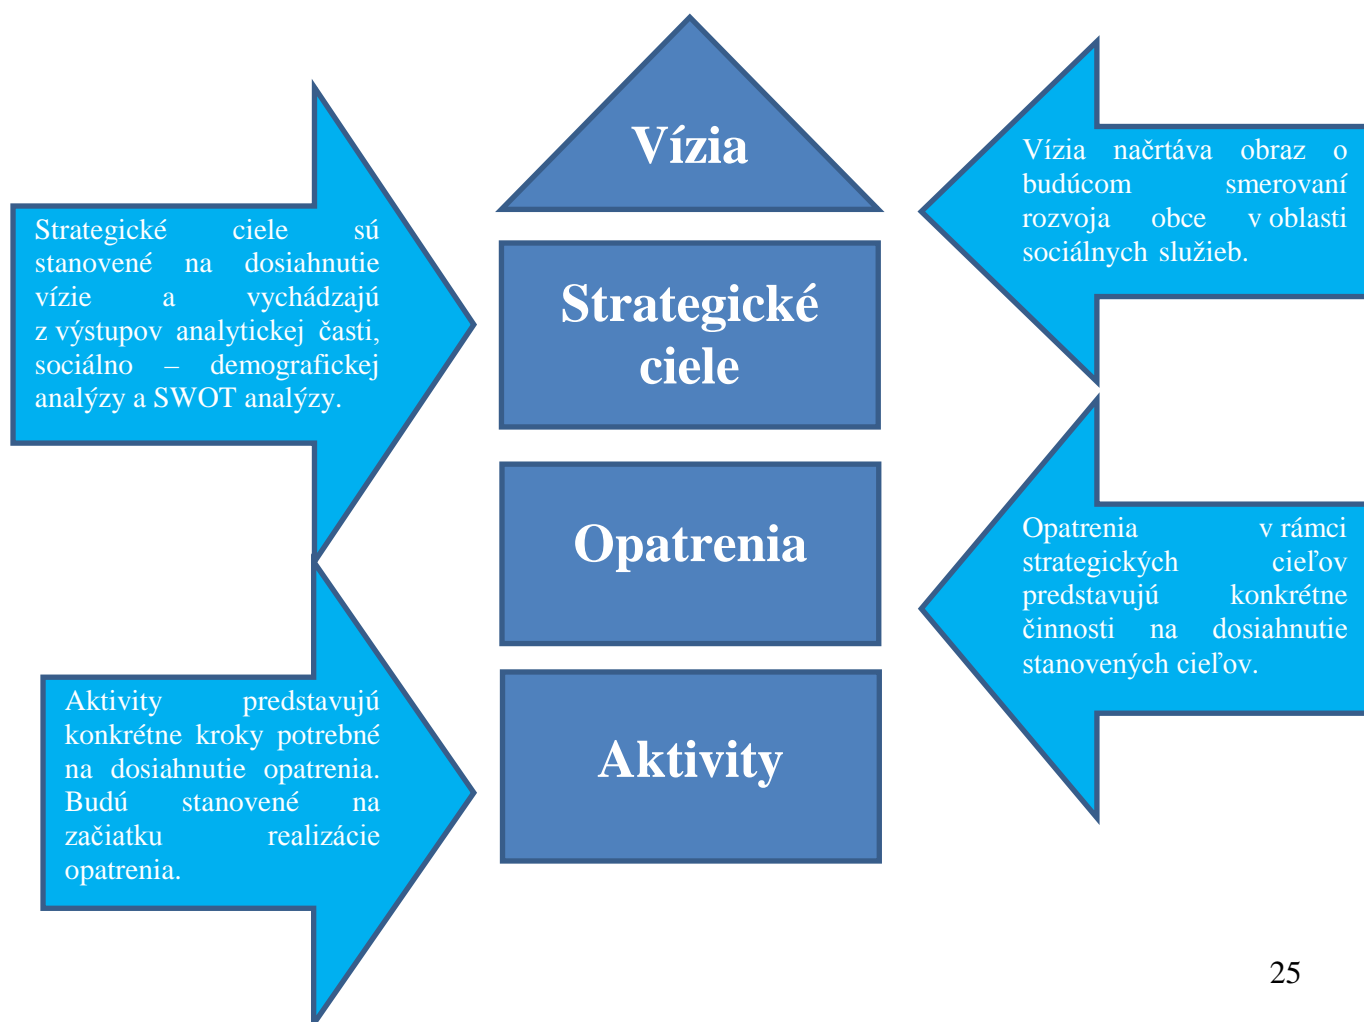 Vízia
Vízia načrtáva obraz o
budúcom smerovaní
rozvoja obce v oblasti
sociálnych služieb.
Strategické ciele sú
stanovené na dosiahnutie
vízie a vychádzajú
z výstupov analytickej časti,
sociálno – demografickej
analýzy a SWOT analýzy.
Strategické
ciele
Opatrenia
Opatrenia v rámci
strategických cieľov
predstavujú konkrétne
činnosti na dosiahnutie
stanovených cieľov.
Aktivity predstavujú
konkrétne kroky potrebné
na dosiahnutie opatrenia.
Budú stanovené na
začiatku realizácie
opatrenia.
Aktivity
25